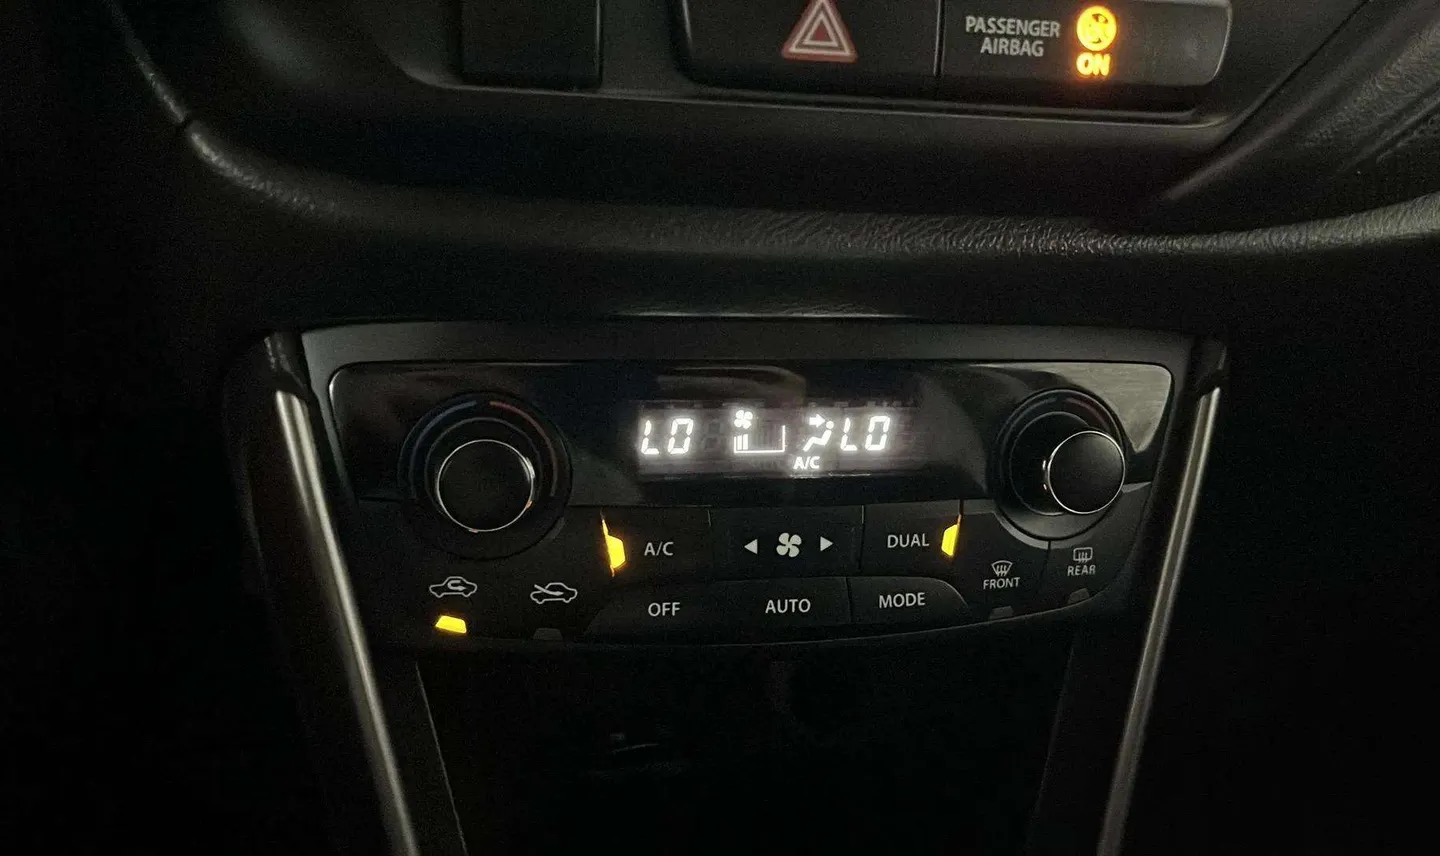 PASSENGER
AIRBAG
ON
LO
LO
A/C
A/C
DUAL
FRONT
REAR
OFF
AUTO
MODE